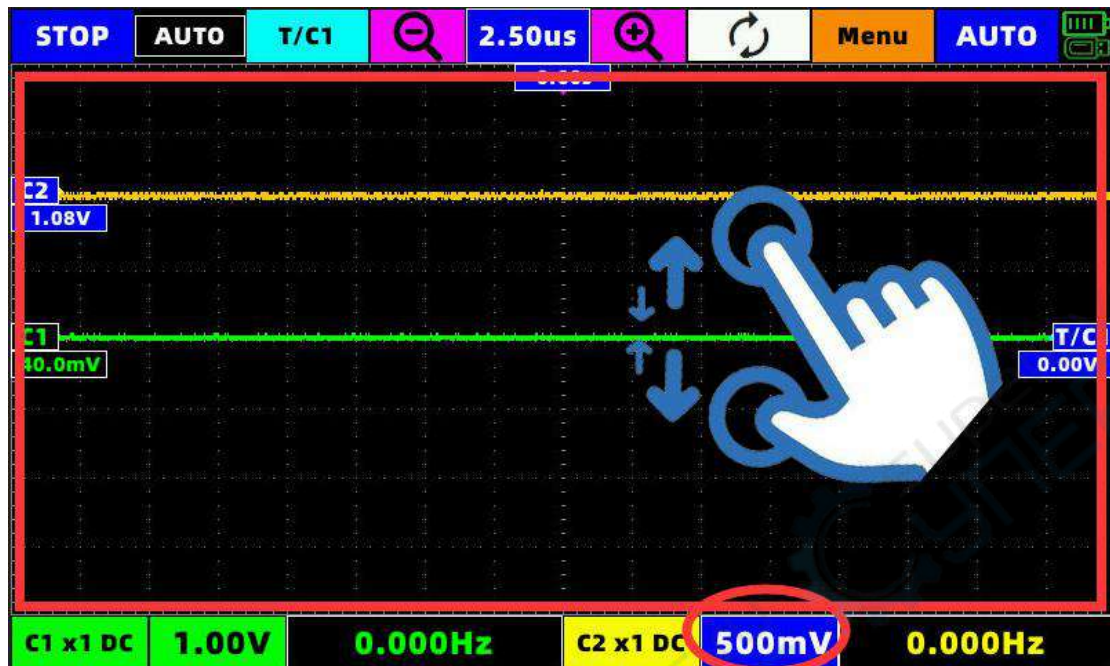 STOP AUTO T/C1 2.50us Menu AUTO
C2
1.08V
C1 T/C
40.0mV 0.00V
C1 x1 DC 1.00V 0.000Hz C2 x1 DC 500mV 0.000Hz